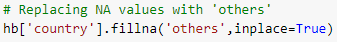 # Replacing NA values with 'others'
hb['country'].fillna('others',inplace=True)